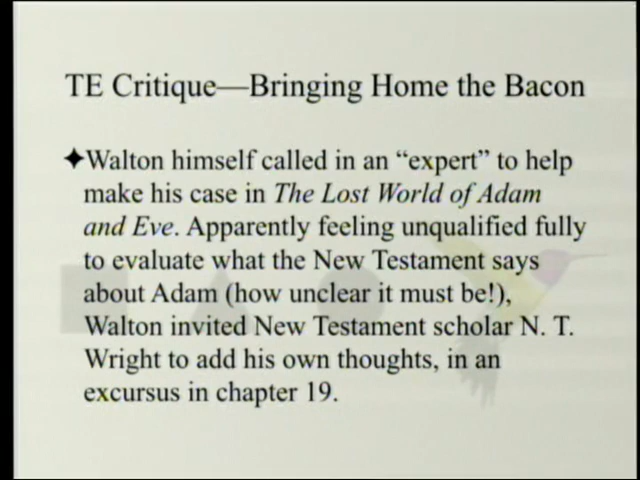 TE Critique—Bringing Home the Bacon
✦Walton himself called in an “expert” to help
make his case in The Lost World of Adam
and Eve. Apparently feeling unqualified fully
to evaluate what the New Testament says
about Adam (how unclear it must be!),
Walton invited New Testament scholar N. T.
Wright to add his own thoughts, in an
excursus in chapter 19.